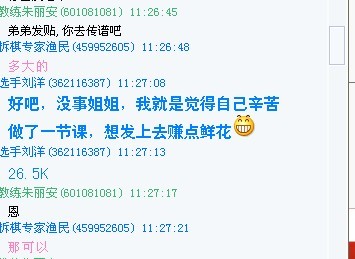 教练朱丽安(601081081) 11:26:45
弟弟发贴, 你去传谱吧
拆棋专家渔民(459952605) 11:26:48
多大的
选手刘洋(362116387) 11:27:08
好吧，没事姐姐，我就是觉得自己辛苦
做了一节课，想发上去赚点鲜花
选手刘洋(362116387) 11:27:13
26.5K
教练朱丽安(601081081) 11:27:17
恩
拆棋专家渔民(459952605) 11:27:21
那可以